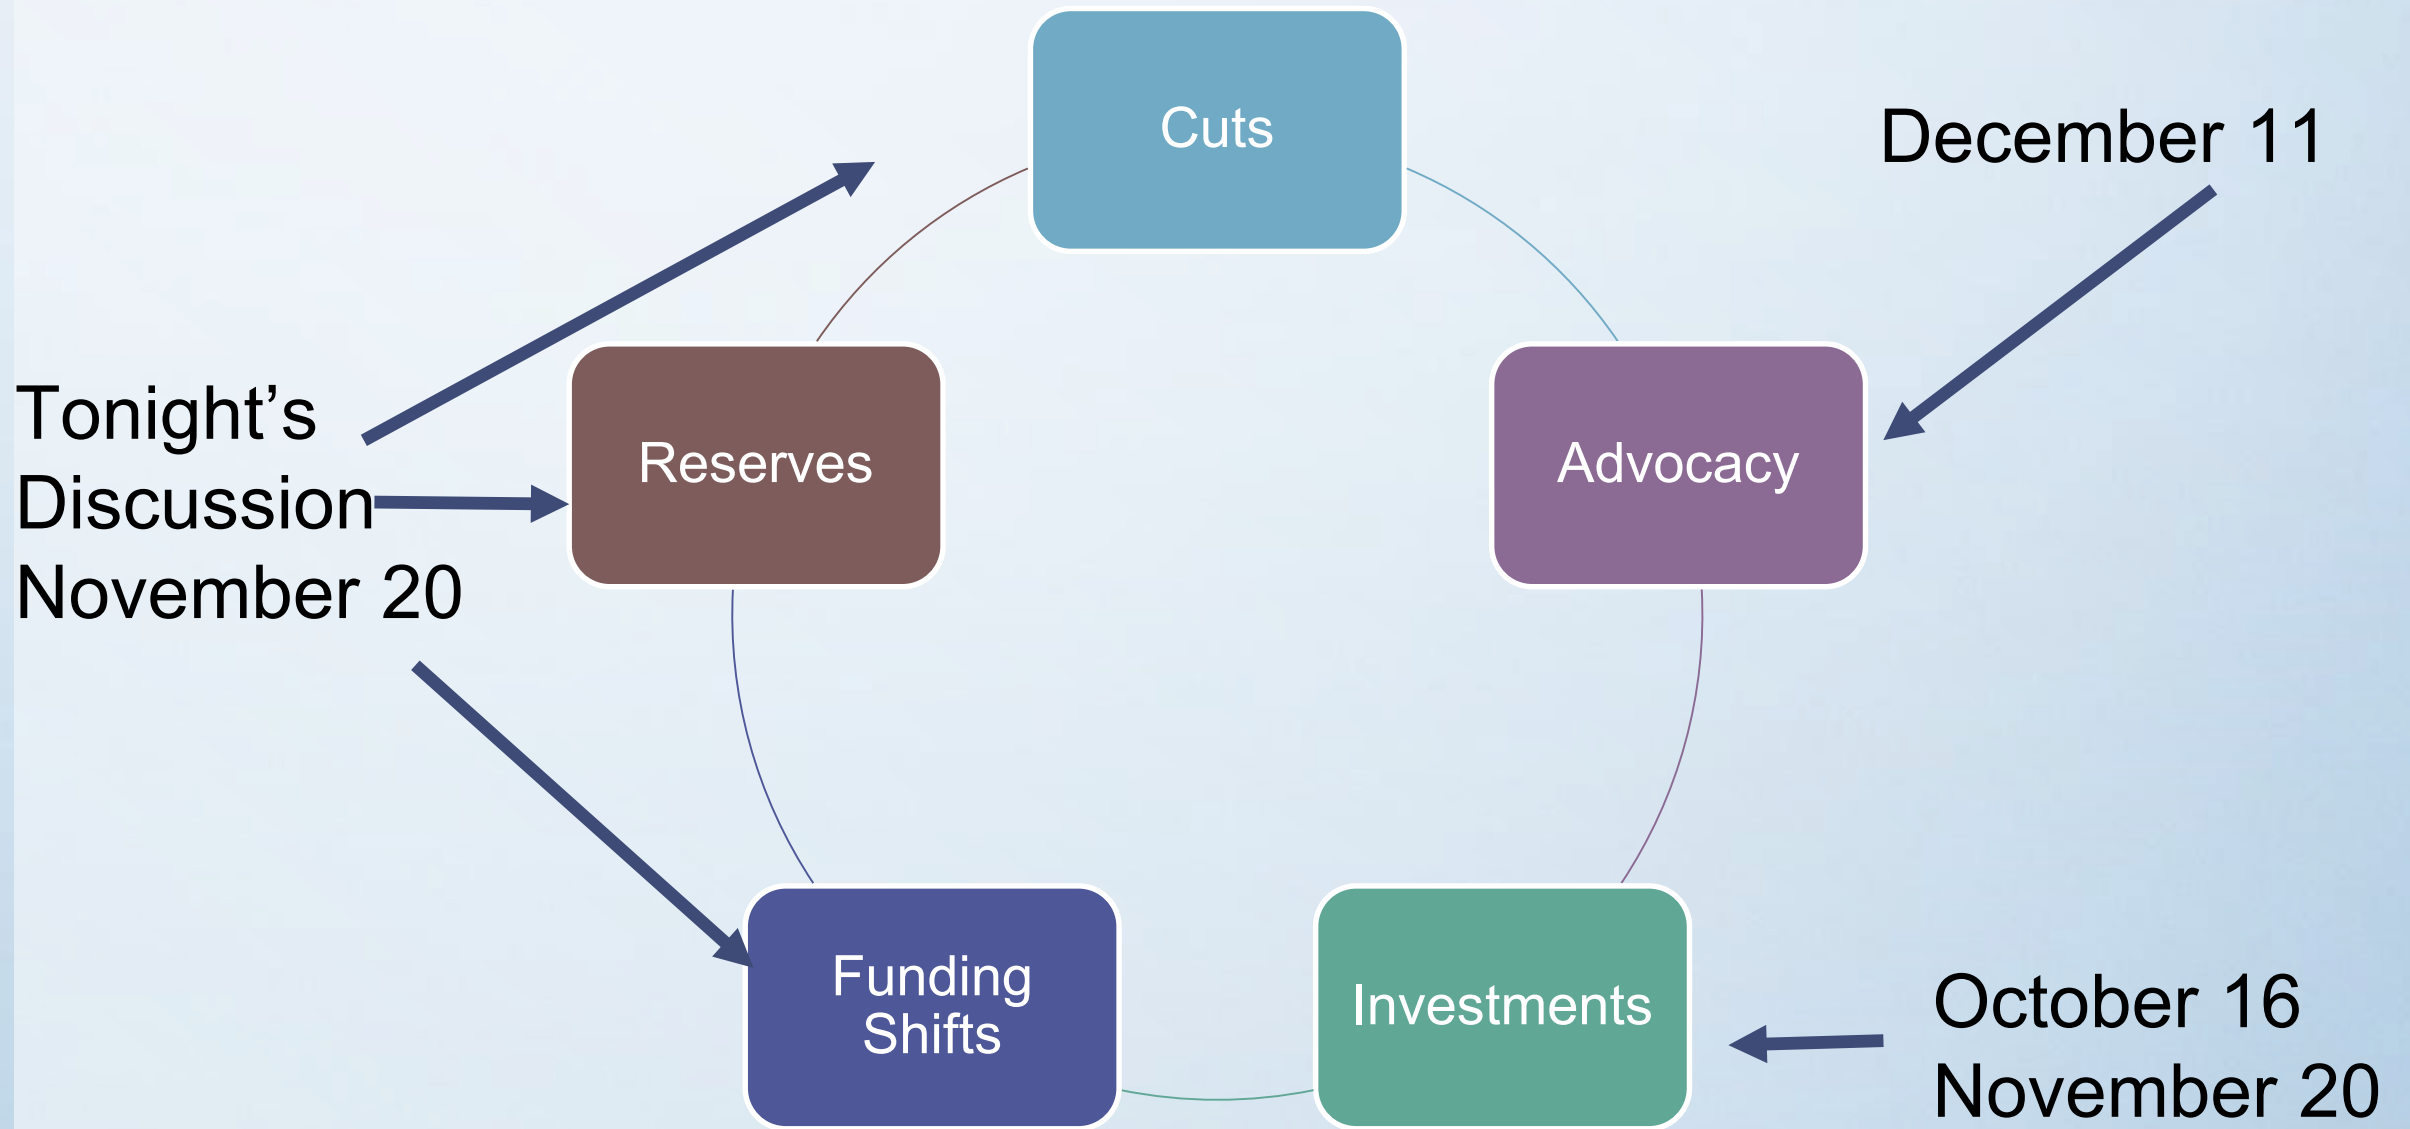 Cuts
December 11
Tonight’s
Discussion
November 20
Reserves
Advocacy
Funding
Shifts
Investments
October 16
November 20